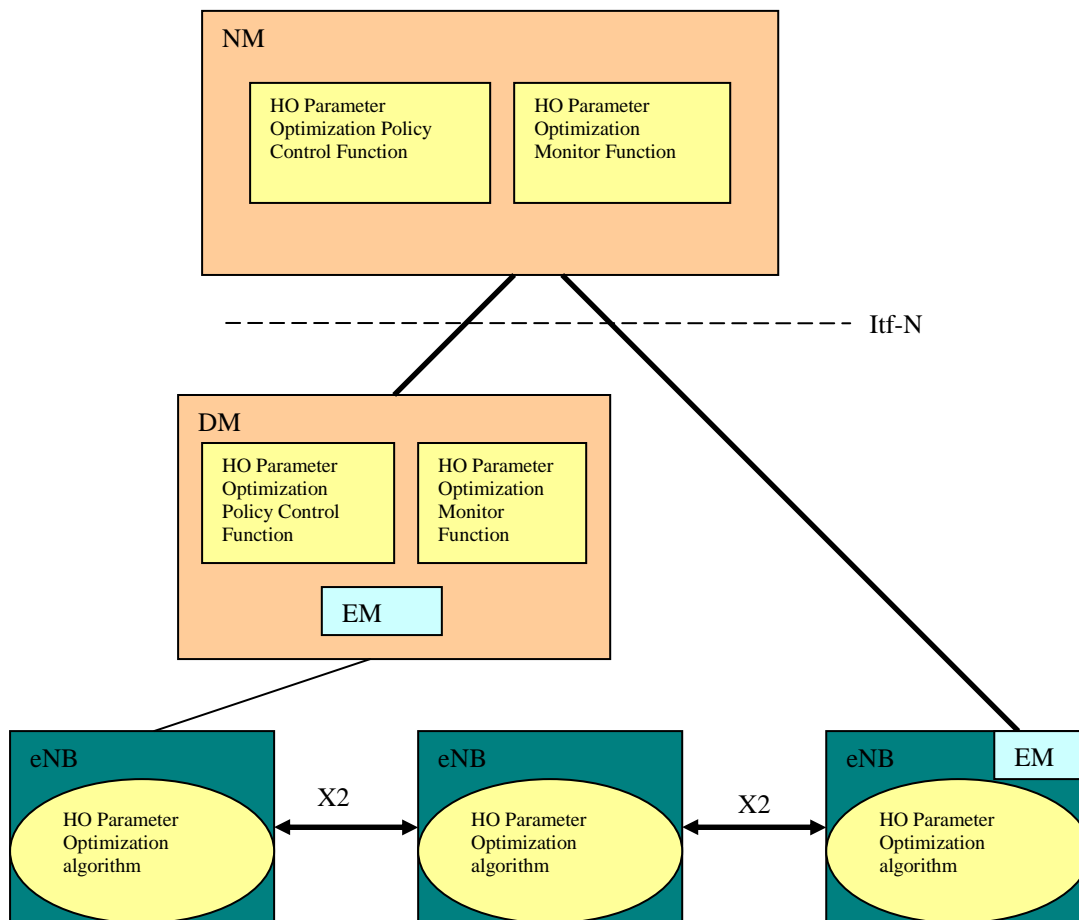 NM
HO Parameter
Optimization Policy
Control Function
HO Parameter
Optimization
Monitor Function
Itf-N
DM
HO Parameter
Optimization
Policy Control
Function
HO Parameter
Optimization
Monitor
Function
EM
eNB
HO Parameter
Optimization
algorithm
X2
eNB
HO Parameter
Optimization
algorithm
X2
eNB
EM
HO Parameter
Optimization
algorithm